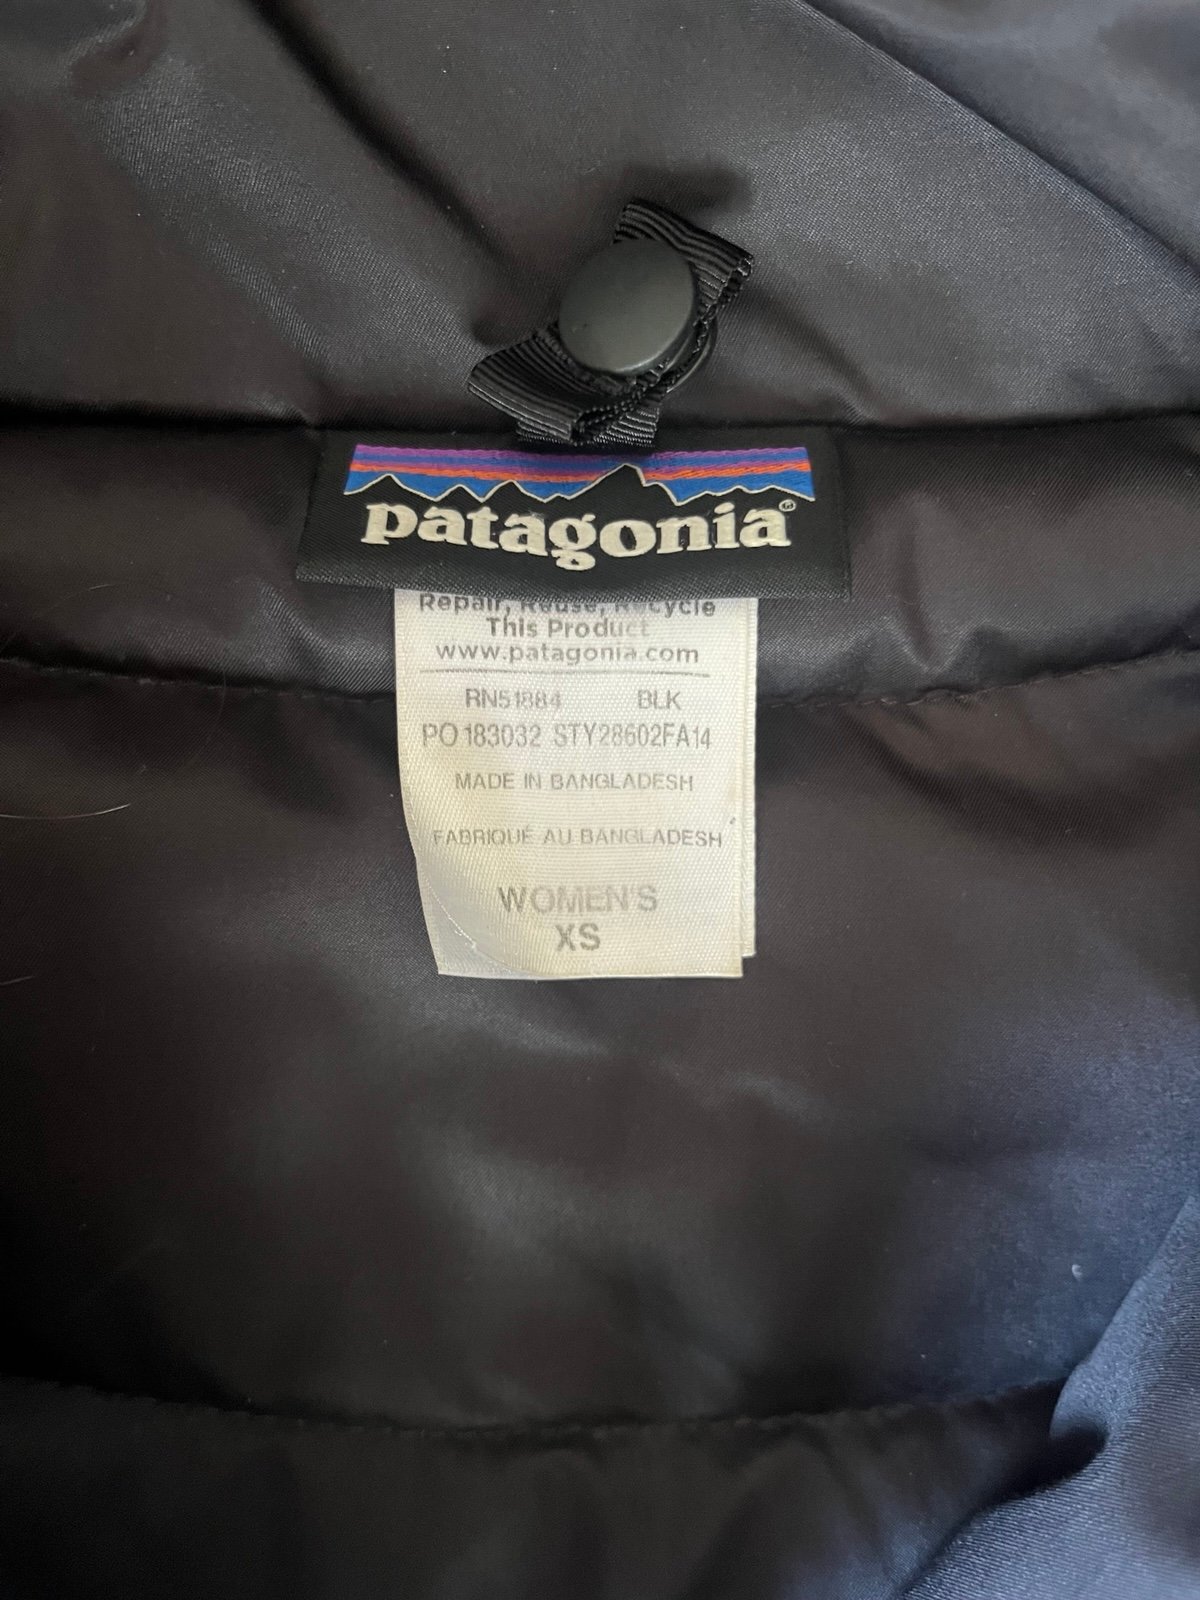 patagonia®
Repair, Reuse, Recycle
This Product
www.patagonia.com
RN51884 BLK
PO 183032 STY28602FA14
MADE IN BANGLADESH
FABRIQUÉ AU BANGLADESH
WOMEN'S
XS